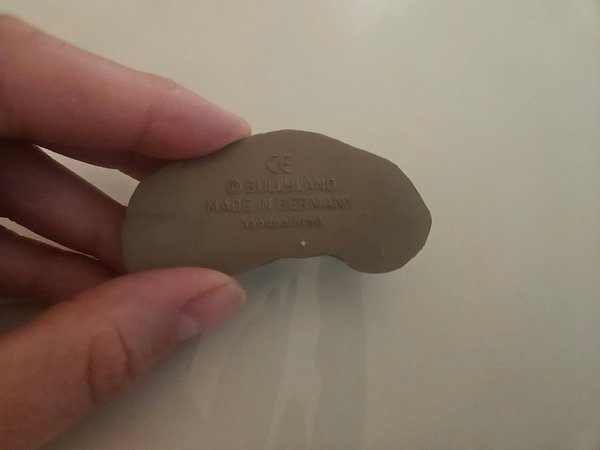 CE
© BULLYLAND
MADE IN GERMANY
handpainted